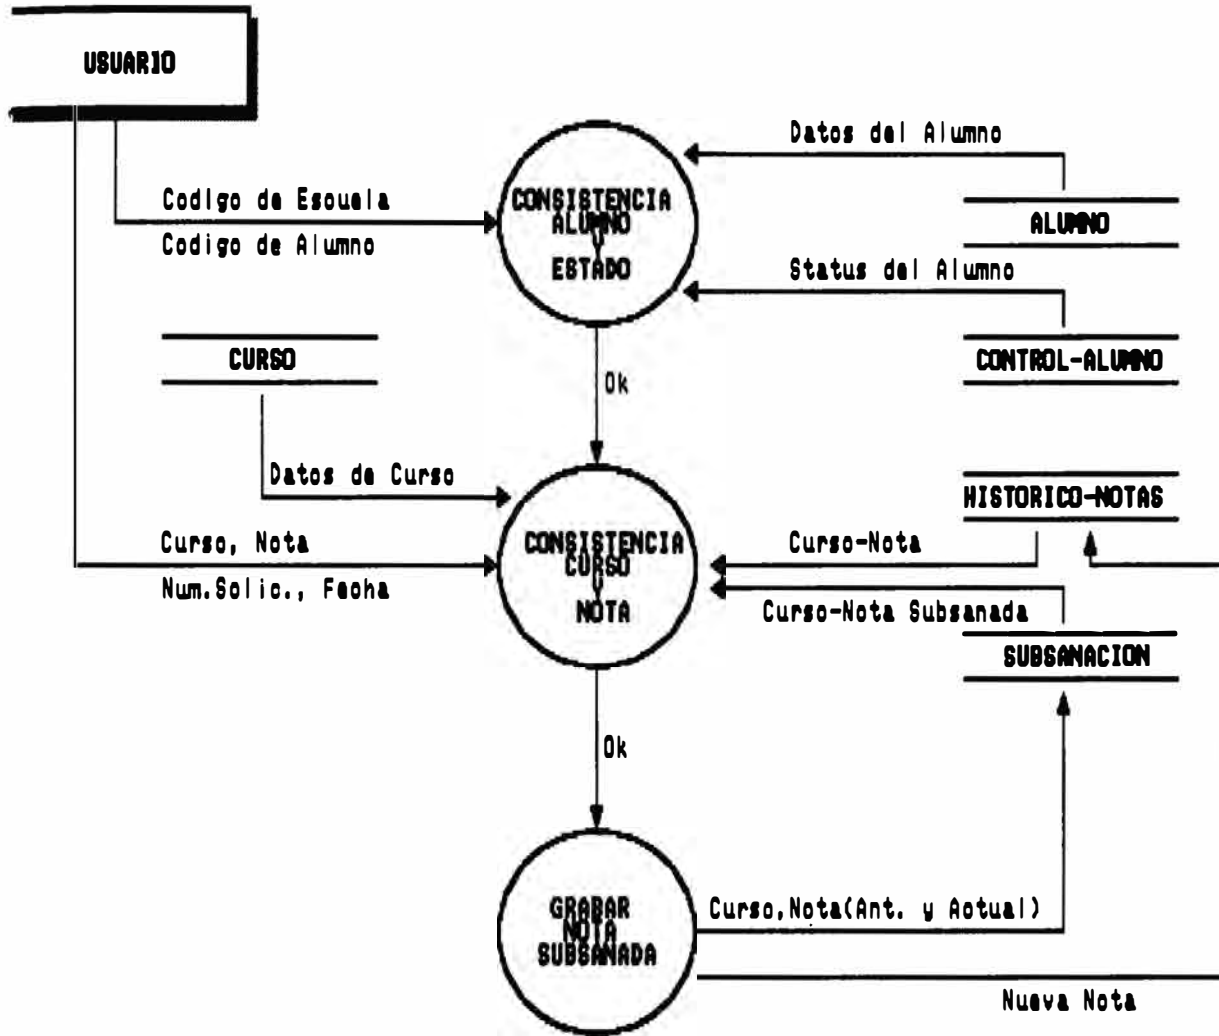 USUARIO
Datos del Alumno
Codigo de Escuela
CONSISTENCIA
ALUMNO
Y
ESTADO
ALUMNO
Codigo de Alumno
Status del Alumno
CURSO
CONTROL-ALUMNO
Ok
Datos de Curso
HISTORICO-NOTAS
Curso, Nota
CONSISTENCIA
CURSO
Y
NOTA
Curso-Nota
Num.Solic., Fecha
Curso-Nota Subsanada
SUBSANACION
Ok
GRABAR
NOTA
SUBSANADA
Curso,Nota(Ant. y Actual)
Nueva Nota